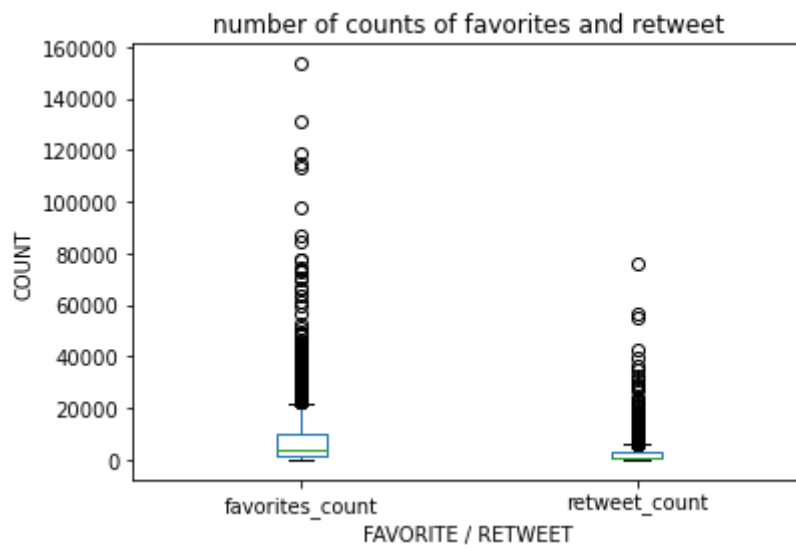 number of counts of favorites and retweet
160000
140000
120000
100000
80000
60000
40000
20000
0
COUNT
favorites_count
retweet_count
FAVORITE / RETWEET